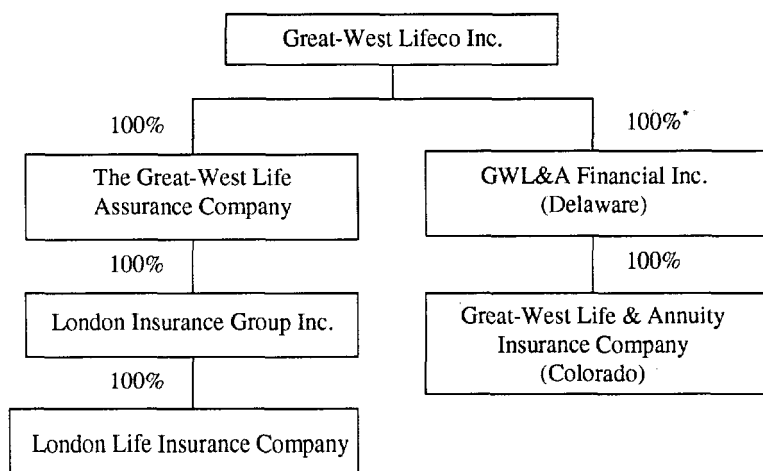 Great-West Lifeco Inc.
100%
100%*
The Great-West Life
Assurance Company
GWL&A Financial Inc.
(Delaware)
100%
100%
London Insurance Group Inc.
Great-West Life & Annuity
Insurance Company
(Colorado)
100%
London Life Insurance Company